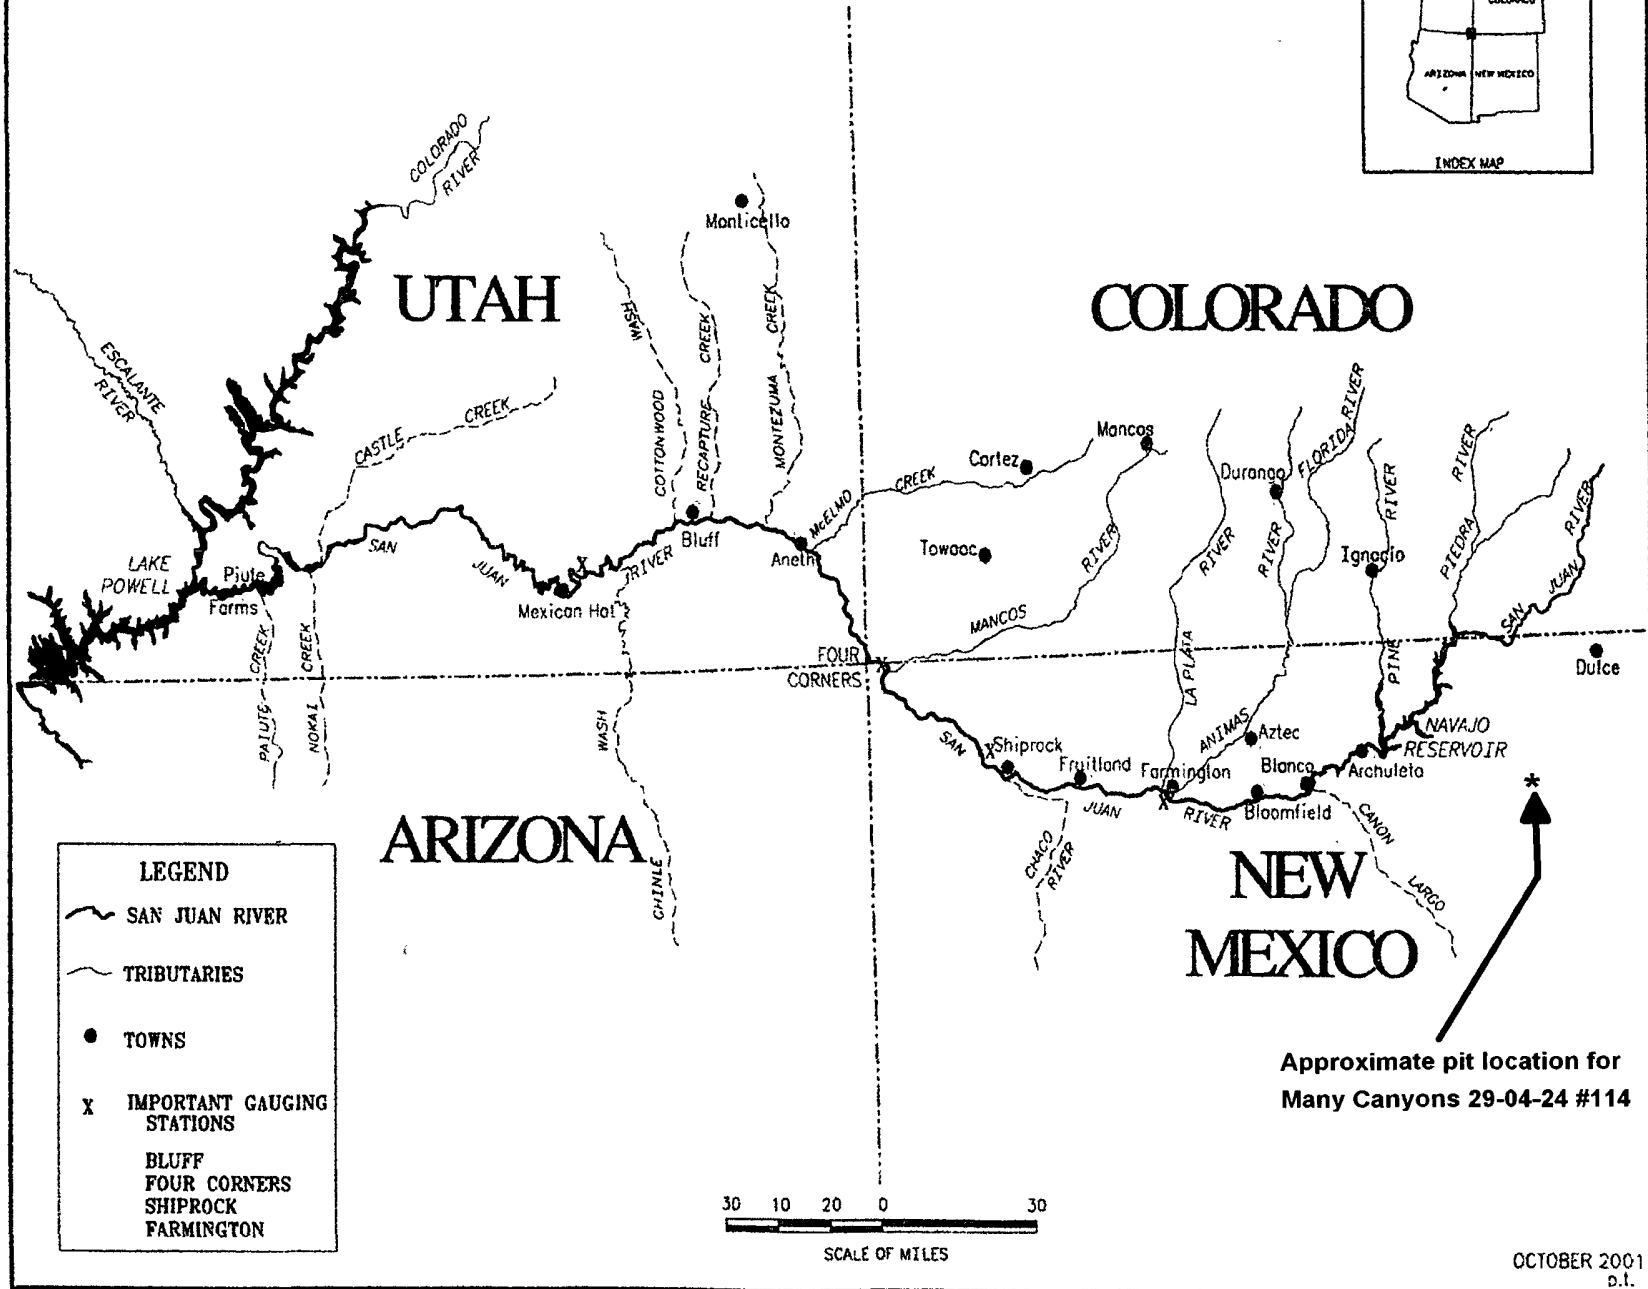 COLORADO
ARIZONA
NEW MEXICO
INDEX MAP
COLORADO
RIVER
Monticello
UTAH
COLORADO
ESCALANTE
RIVER
CASTLE
CREEK
COTTONWOOD
WASH
RECAPTURE
CREEK
MONTEZUMA
CREEK
McELMO
CREEK
Cortez
Mancos
Towaoc
MANCOS
RIVER
Durango
FLORIDA RIVER
LA PLATA
RIVER
ANIMAS
RIVER
Ignacio
PINE
RIVER
PIEDRA
RIVER
SAN
JUAN
RIVER
Dulce
LAKE
POWELL
Piute
Farms
SAN
JUAN
RIVER
Mexican Hat
Bluff
Aneth
FOUR
CORNERS
PAIUTE
CREEK
NOKAI
CREEK
CHINLE
WASH
SAN
JUAN
RIVER
Shiprock
Fruitland
Farmington
Aztec
Blanco
Bloomfield
Archuleta
NAVAJO
RESERVOIR
CHACO
RIVER
CANON
LARGO
*
ARIZONA
NEW
MEXICO
Approximate pit location for
Many Canyons 29-04-24 #114
LEGEND
SAN JUAN RIVER
TRIBUTARIES
TOWNS
X IMPORTANT GAUGING
STATIONS
BLUFF
FOUR CORNERS
SHIPROCK
FARMINGTON
30 10 20 0 30
SCALE OF MILES
OCTOBER 2001
p.t.